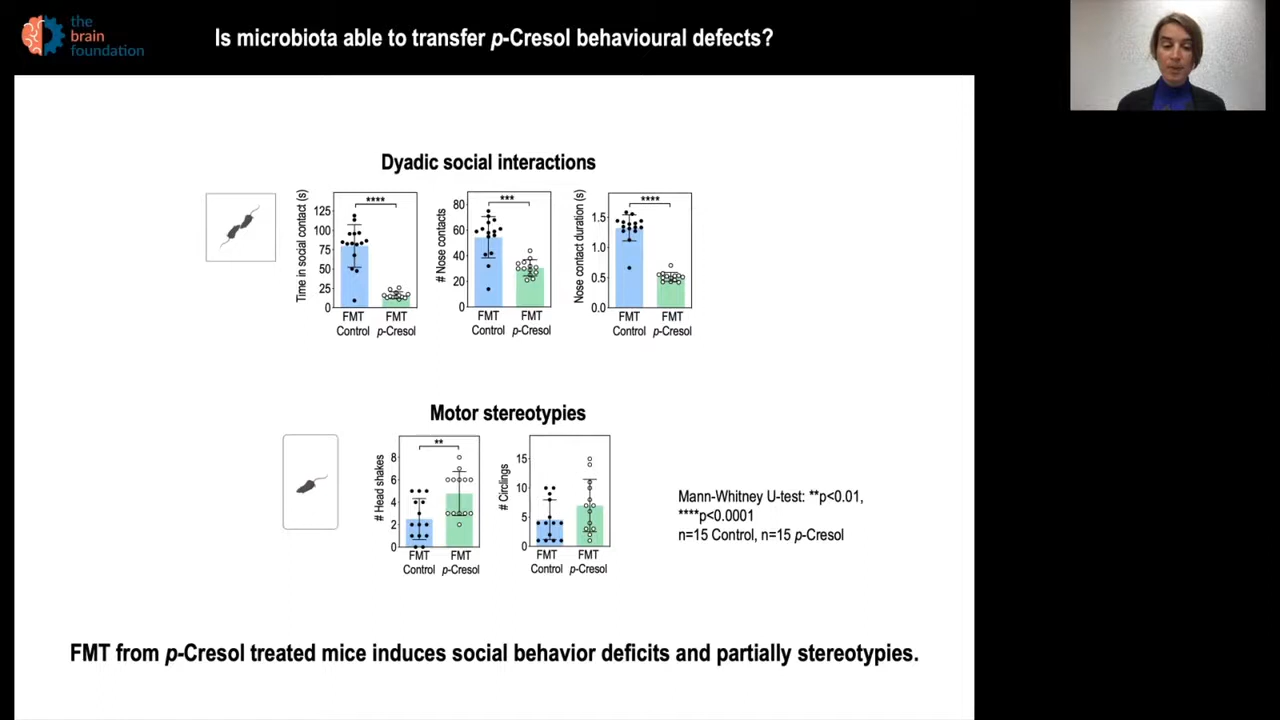 the
brain
foundation
Is microbiota able to transfer p-Cresol behavioural defects?
Dyadic social interactions
Time in social contact (s)
125
100
75
50
25
0
****
FMT
Control
FMT
p-Cresol
# Nose contacts
80
60
40
20
0
***
FMT
Control
FMT
p-Cresol
Nose contact duration (s)
1.5
1.0
0.5
0.0
****
FMT
Control
FMT
p-Cresol
Motor stereotypies
# Head shakes
8
6
4
2
0
**
FMT
Control
FMT
p-Cresol
# Circlings
15
10
5
0
FMT
Control
FMT
p-Cresol
Mann-Whitney U-test: **p<0.01,
****p<0.0001
n=15 Control, n=15 p-Cresol
FMT from p-Cresol treated mice induces social behavior deficits and partially stereotypies.